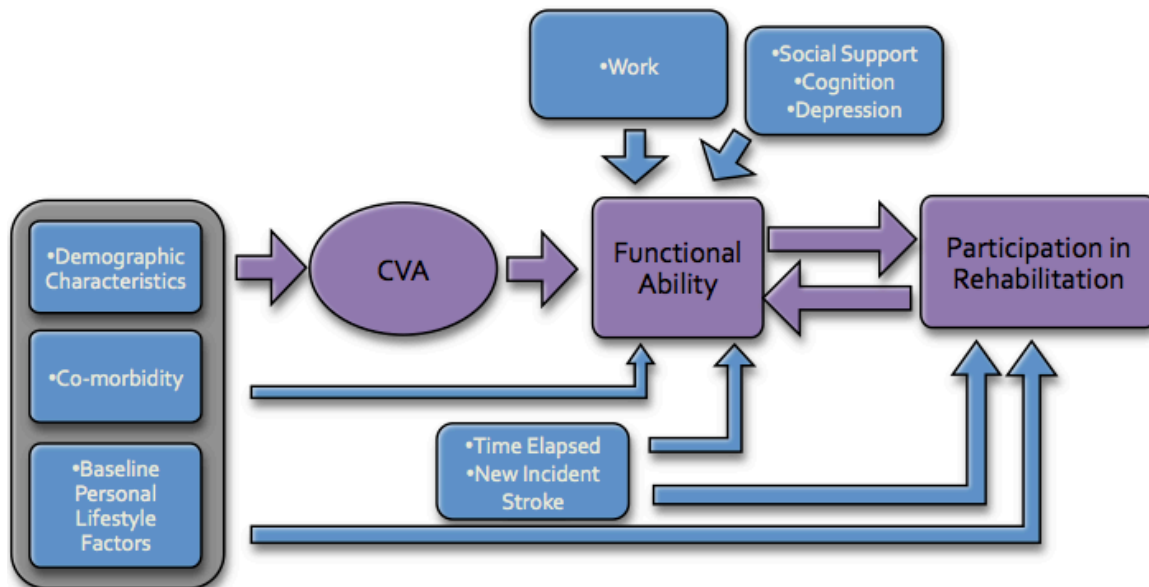 •Work
•Social Support
•Cognition
•Depression
•Demographic
Characteristics
CVA
Functional
Ability
Participation in
Rehabilitation
•Co-morbidity
•Time Elapsed
•New Incident
Stroke
•Baseline
Personal
Lifestyle
Factors